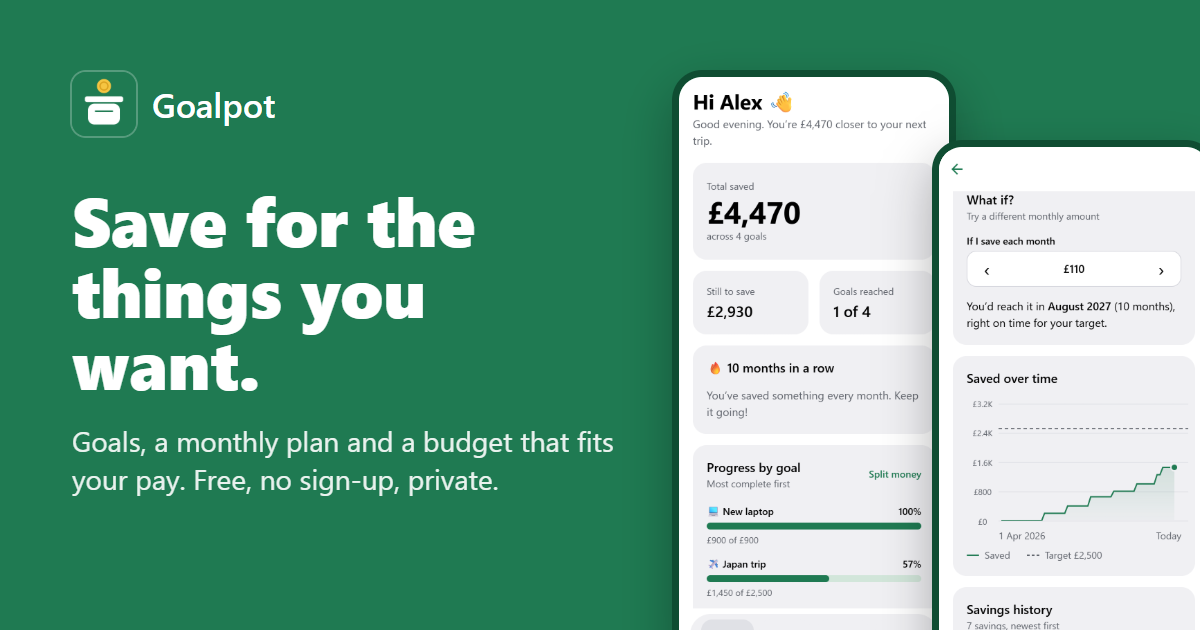 Goalpot
Save for the
things you
want.
Goals, a monthly plan and a budget that fits
your pay. Free, no sign-up, private.
Hi Alex 👋
Good evening. You're £4,470 closer to your next
trip.
Total saved
£4,470
across 4 goals
Still to save
£2,930
Goals reached
1 of 4
🔥 10 months in a row
You've saved something every month. Keep
it going!
Progress by goal
Most complete first
Split money
💻 New laptop
100%
£900 of £900
✈️ Japan trip
57%
£1,450 of £2,500
←
What if?
Try a different monthly amount
If I save each month
‹ £110 ›
You'd reach it in August 2027 (10 months),
right on time for your target.
Saved over time
£3.2K
£2.4K
£1.6K
£800
£0
1 Apr 2026
Today
Saved
Target £2,500
Savings history
7 savings, newest first